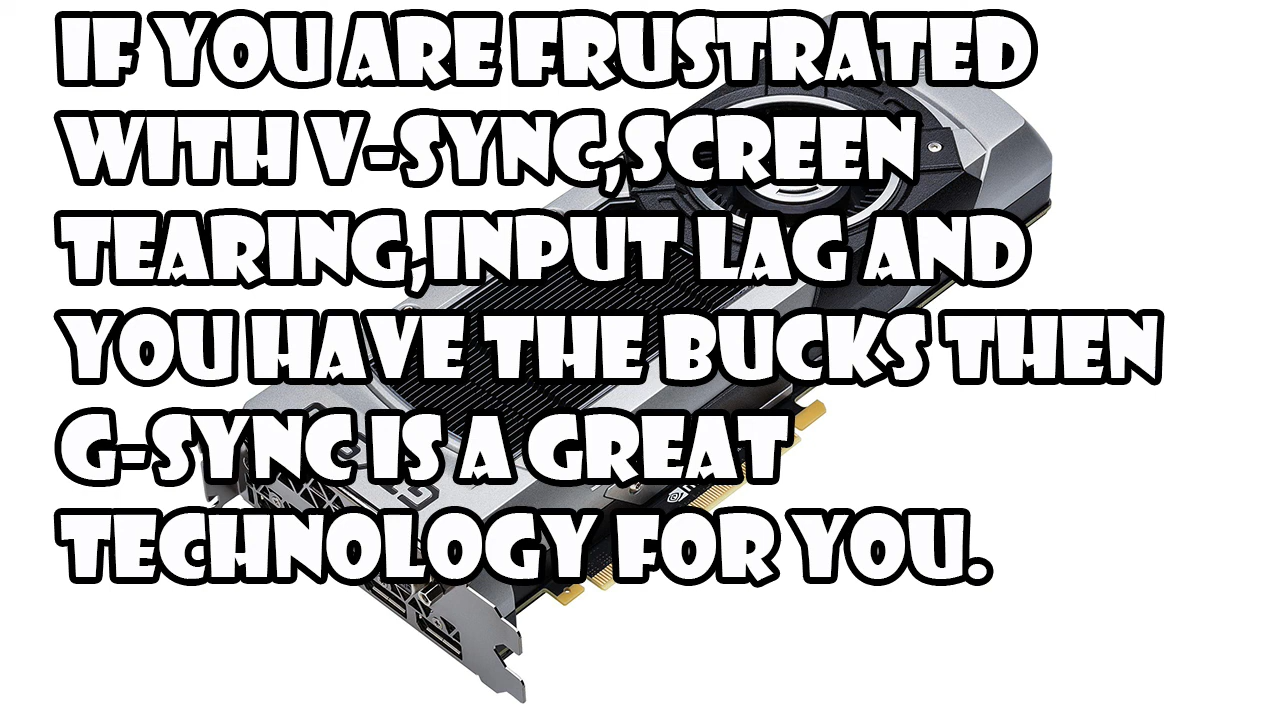 IF YOU ARE FRUSTRATED
WITH V-SYNC,SCREEN
TEARING,INPUT LAG AND
YOU HAVE THE BUCKS THEN
G-SYNC IS A GREAT
TECHNOLOGY FOR YOU.